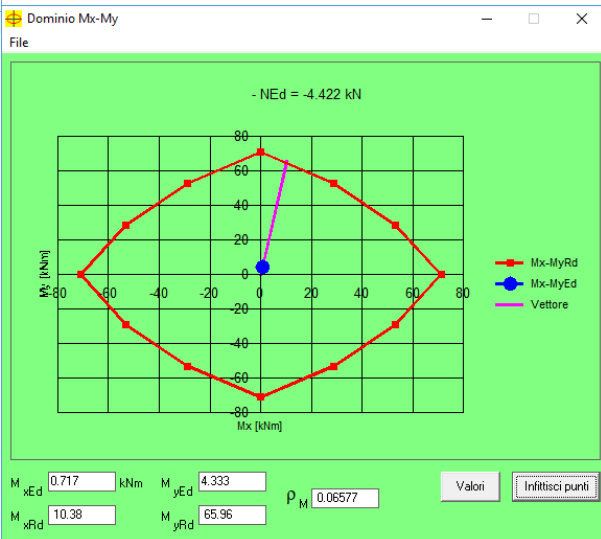 Dominio Mx-My
File
- NEd = -4.422 kN
80
60
40
20
0
-20
-40
-60
-80
-80 -60 -40 -20 0 20 40 60 80
My [kNm]
Mx [kNm]
Mx-MyRd
Mx-MyEd
Vettore
M xEd 0.717 kNm M yEd 4.333
ρ M 0.06577
M xRd 10.38 M yRd 65.96
Valori Infittisci punti